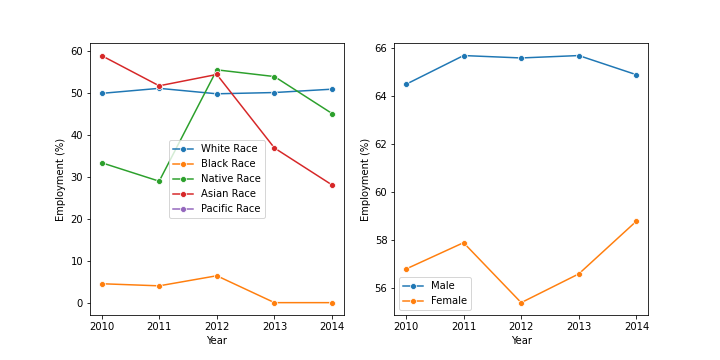 60
50
40
30
20
10
0
Employment (%)
White Race
Black Race
Native Race
Asian Race
Pacific Race
2010 2011 2012 2013 2014
Year
66
64
62
60
58
56
Employment (%)
Male
Female
2010 2011 2012 2013 2014
Year